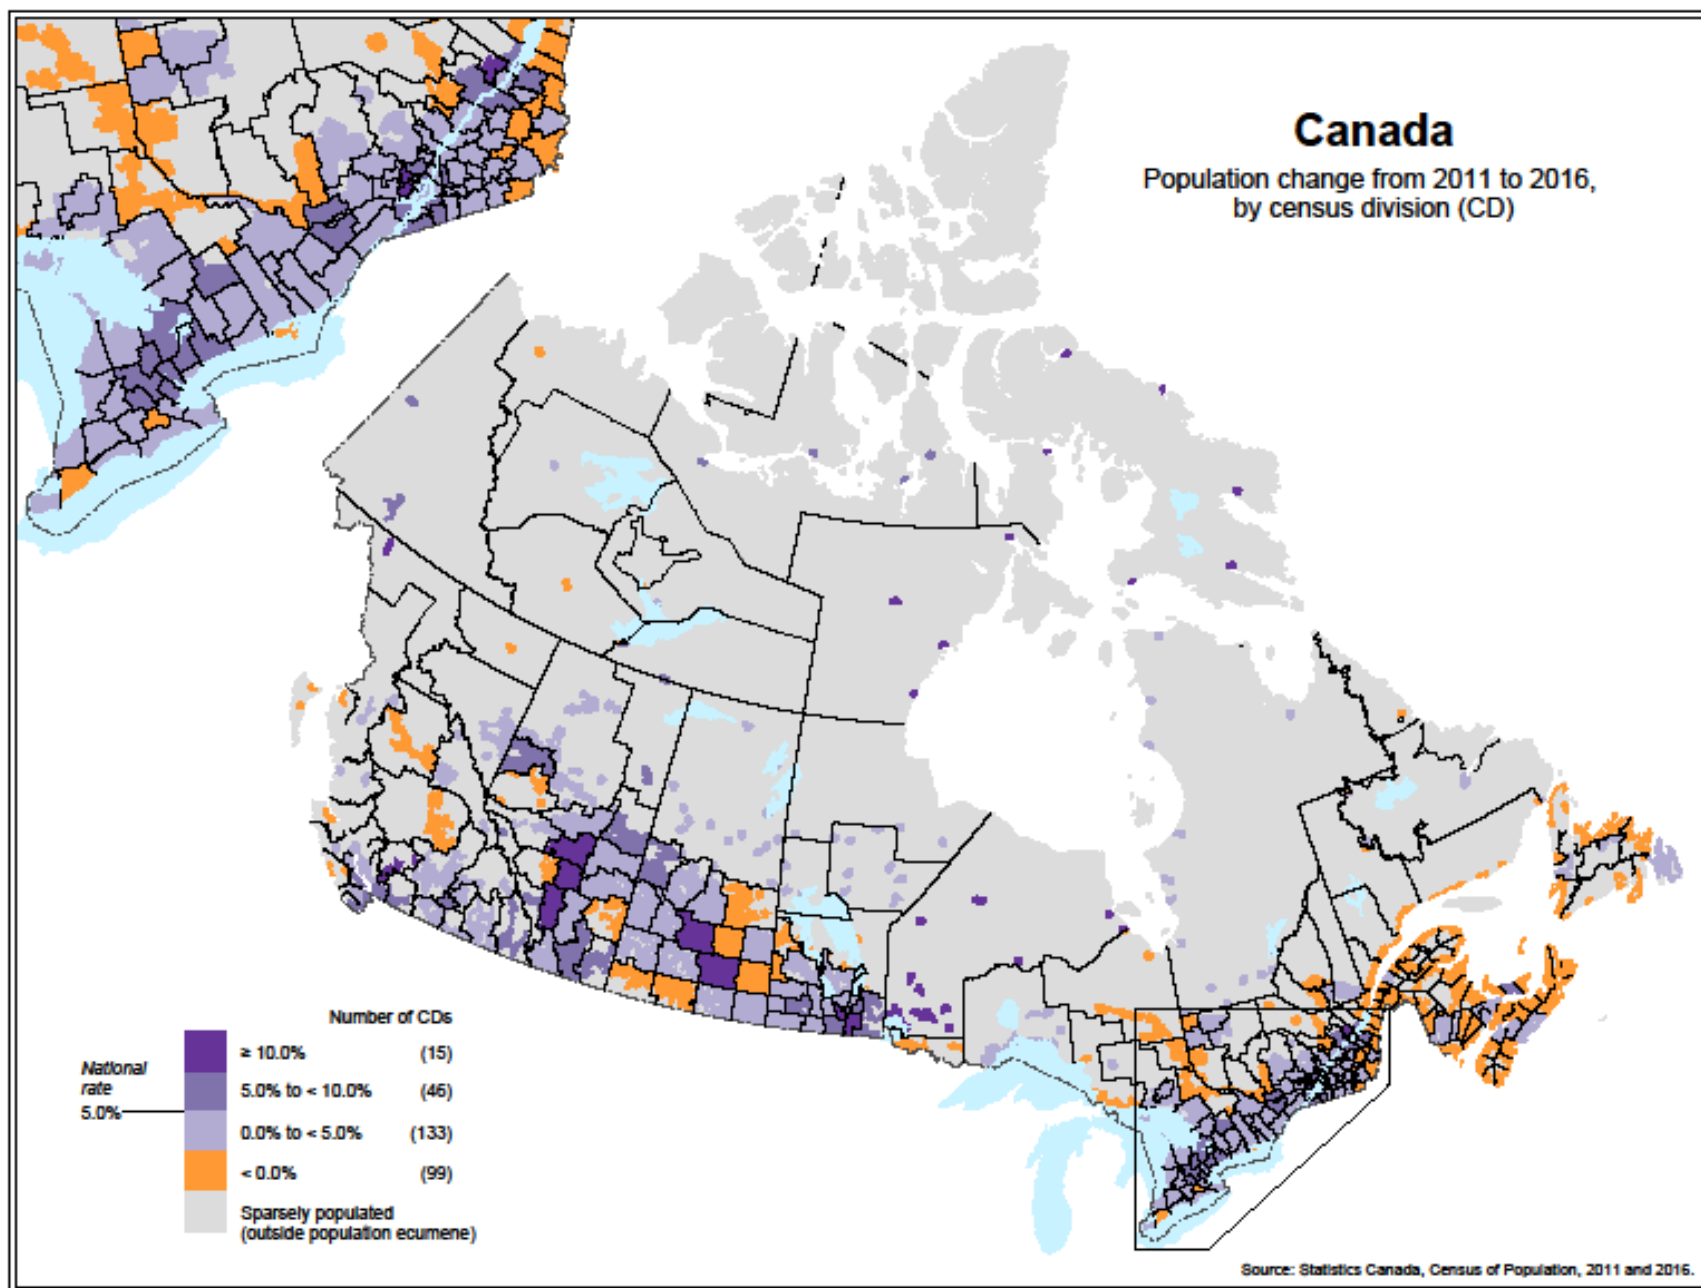 Canada
Population change from 2011 to 2016,
by census division (CD)
Number of CDs
National
rate
5.0%
≥ 10.0% (15)
5.0% to < 10.0% (46)
0.0% to < 5.0% (133)
< 0.0% (99)
Sparsely populated
(outside population ecumene)
Source: Statistics Canada, Census of Population, 2011 and 2016.